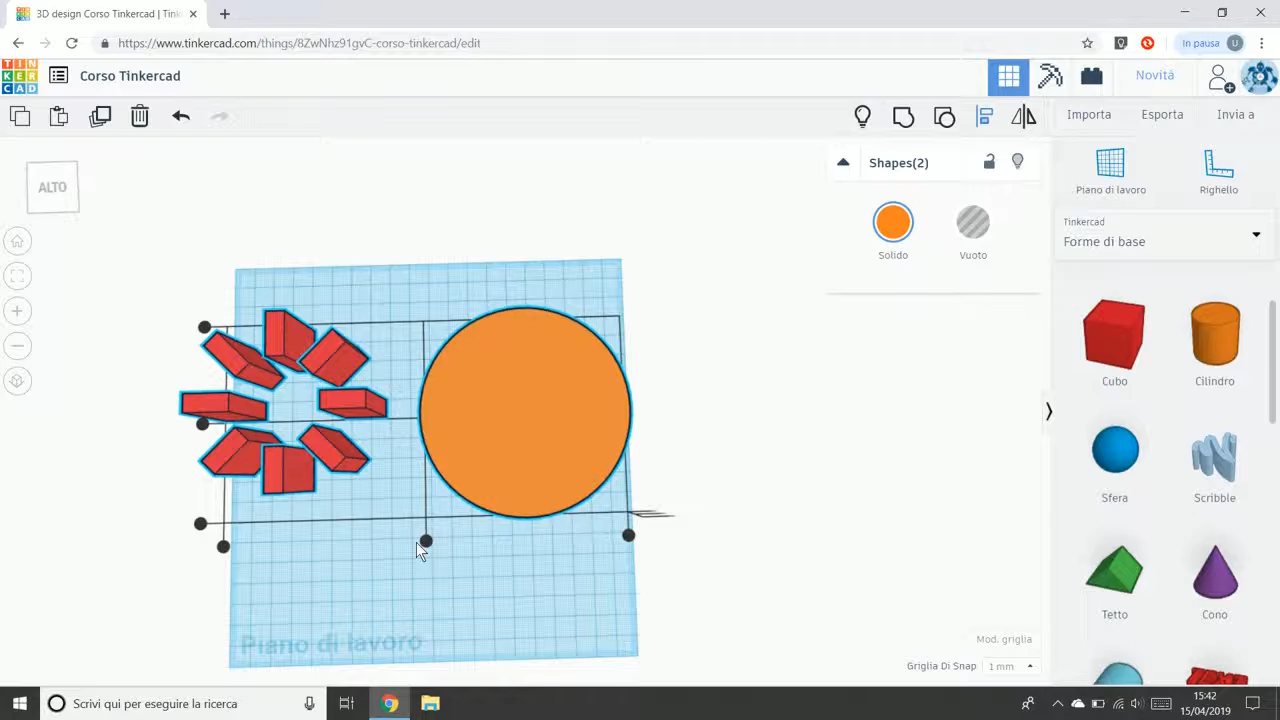 3D design Corso Tinkercad | Tink
https://www.tinkercad.com/things/8ZwNhz91gvC-corso-tinkercad/edit
In pausa
U
TIN
KER
CAD
Corso Tinkercad
Novità
Importa
Esporta
Invia a
Shapes(2)
ALTO
Piano di lavoro
Righello
Solido
Vuoto
Tinkercad
Forme di base
Cubo
Cilindro
Sfera
Scribble
Tetto
Cono
Piano di lavoro
Mod. griglia
Griglia Di Snap
1 mm
Scrivi qui per eseguire la ricerca
15:42
15/04/2019